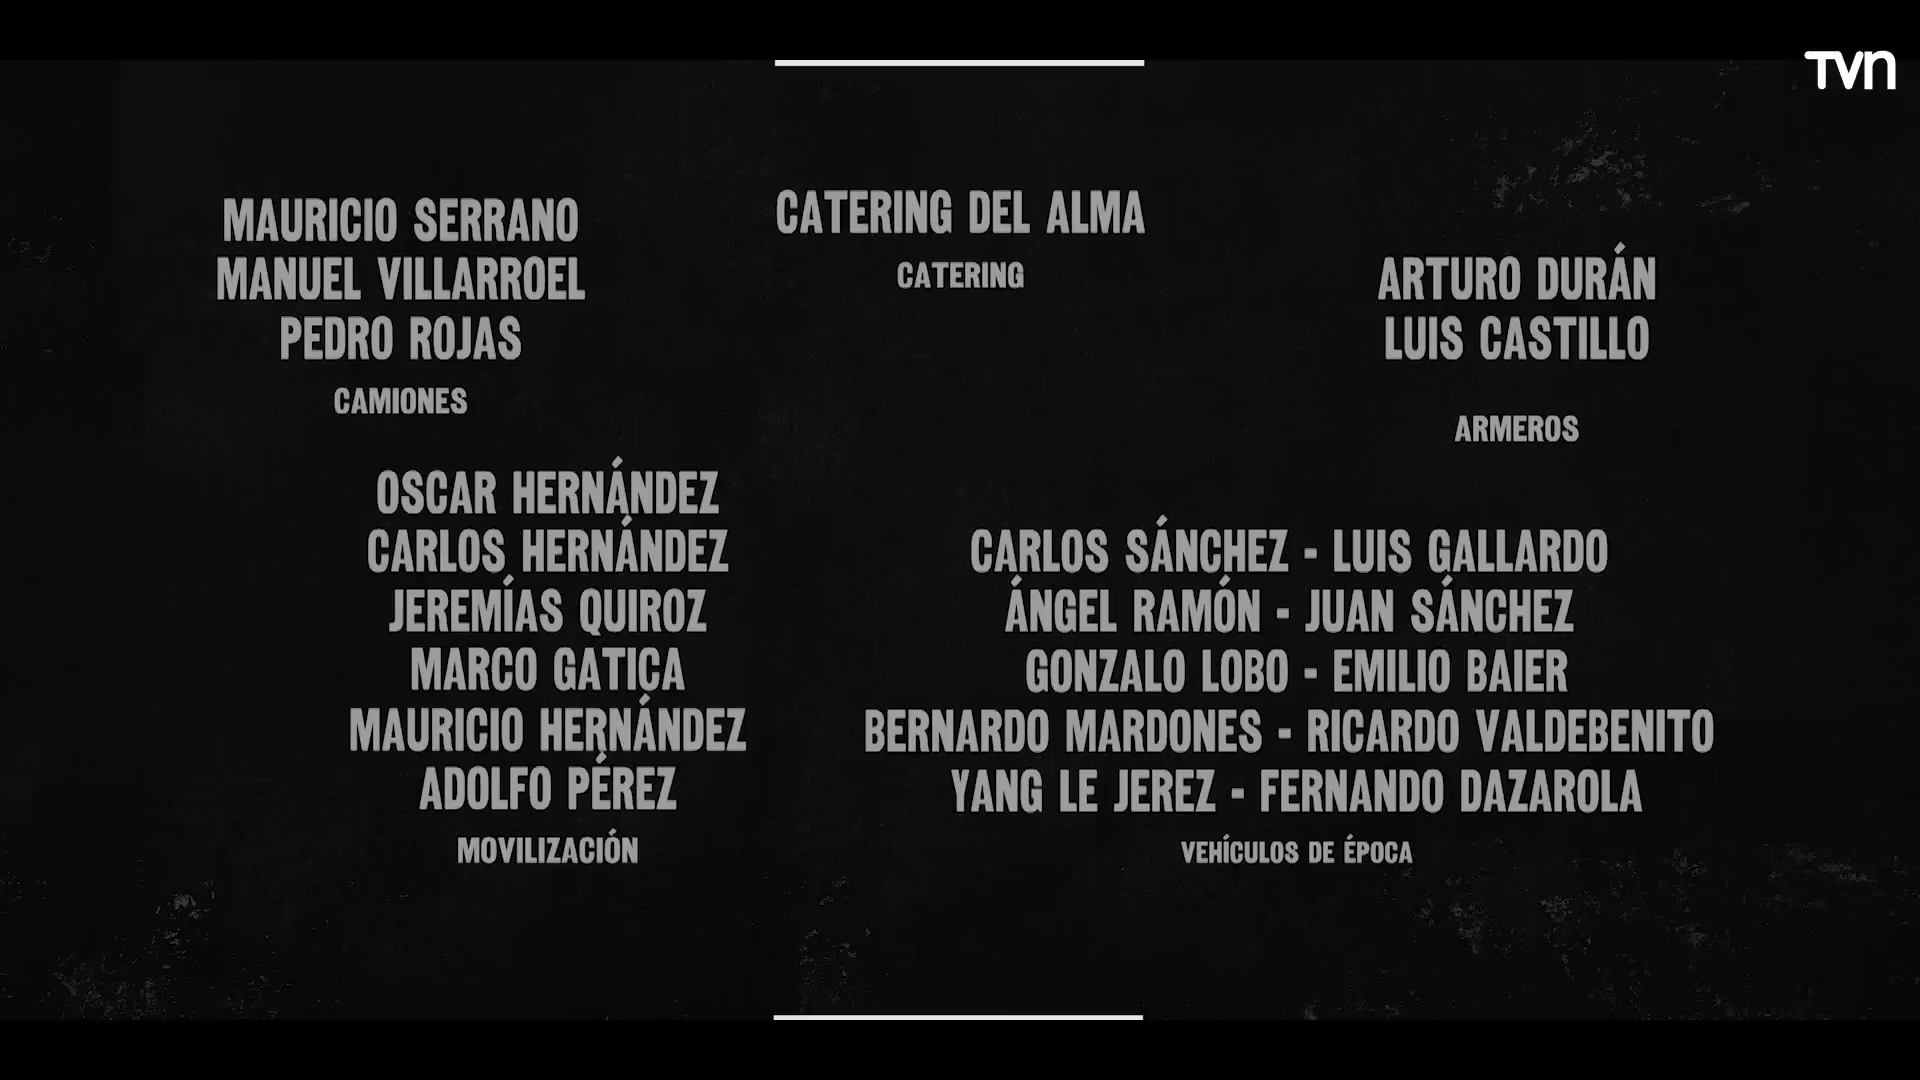 TVN
MAURICIO SERRANO
MANUEL VILLARROEL
PEDRO ROJAS
CAMIONES
CATERING DEL ALMA
CATERING
ARTURO DURÁN
LUIS CASTILLO
ARMEROS
OSCAR HERNÁNDEZ
CARLOS HERNÁNDEZ
JEREMÍAS QUIROZ
MARCO GATICA
MAURICIO HERNÁNDEZ
ADOLFO PÉREZ
MOVILIZACIÓN
CARLOS SÁNCHEZ - LUIS GALLARDO
ÁNGEL RAMÓN - JUAN SÁNCHEZ
GONZALO LOBO - EMILIO BAIER
BERNARDO MARDONES - RICARDO VALDEBENITO
YANG LE JEREZ - FERNANDO DAZAROLA
VEHÍCULOS DE ÉPOCA